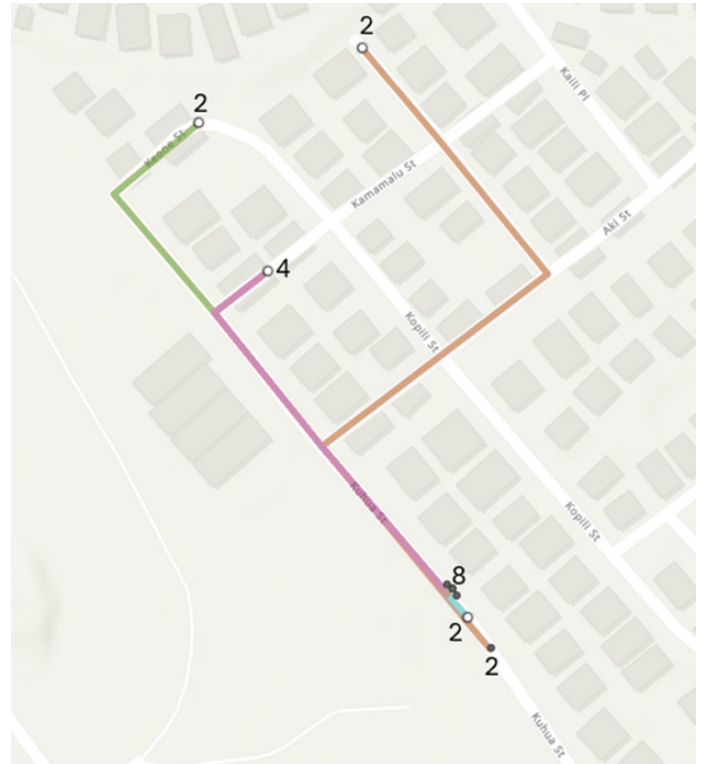 2
Kalli Pl
2
Keone St
Kamamalu St
Aki St
4
Kopili St
Kuhua St
Kopili St
8
2
2
Kuhua St